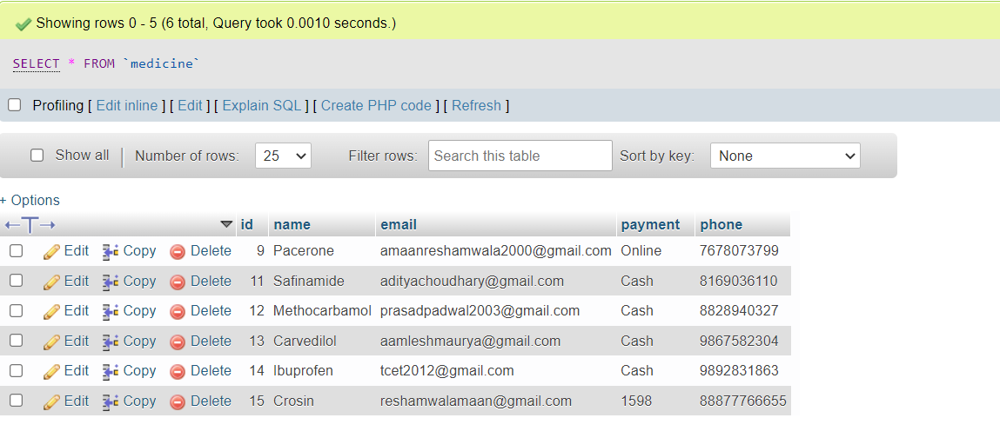 Showing rows 0 - 5 (6 total, Query took 0.0010 seconds.)
SELECT * FROM `medicine`
Profiling [ Edit inline ] [ Edit ] [ Explain SQL ] [ Create PHP code ] [ Refresh ]
Show all Number of rows: 25 Filter rows: Search this table Sort by key: None
+ Options
←T→ id name email payment phone
Edit Copy Delete 9 Pacerone amaanreshamwala2000@gmail.com Online 7678073799
Edit Copy Delete 11 Safinamide adityachoudhary@gmail.com Cash 8169036110
Edit Copy Delete 12 Methocarbamol prasadpadwal2003@gmail.com Cash 8828940327
Edit Copy Delete 13 Carvedilol aamleshmaurya@gmail.com Cash 9867582304
Edit Copy Delete 14 Ibuprofen tcet2012@gmail.com Cash 9892831863
Edit Copy Delete 15 Crosin reshamwalamaan@gmail.com 1598 88877766655